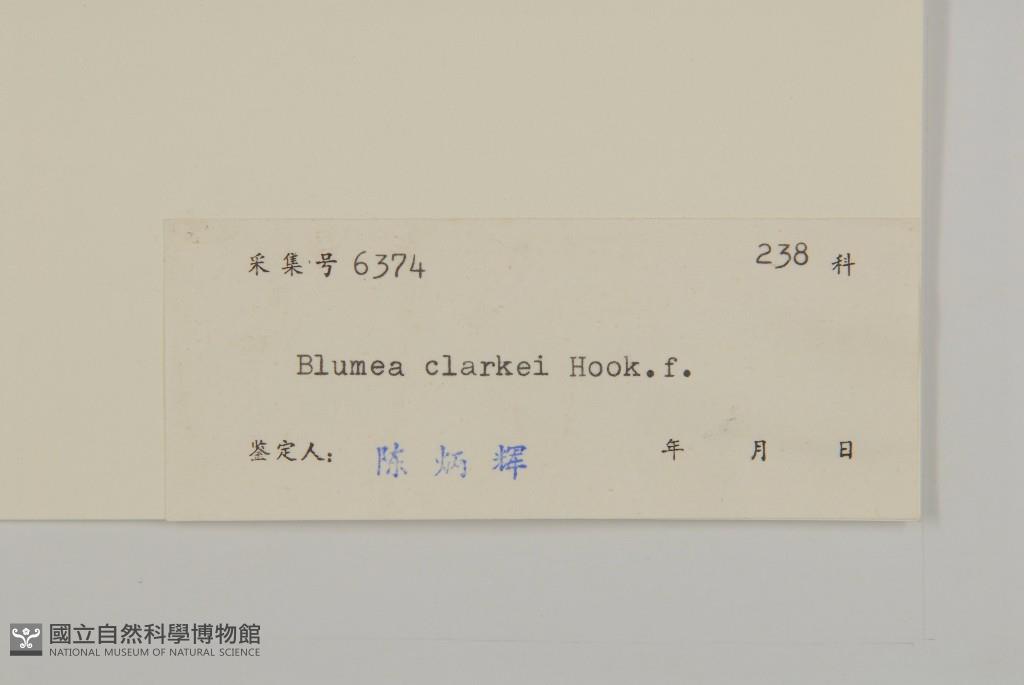 采集号 6374 238 科
Blumea clarkei Hook.f.
鉴定人: 陈炳辉 年 月 日
國立自然科學博物館
NATIONAL MUSEUM OF NATURAL SCIENCE